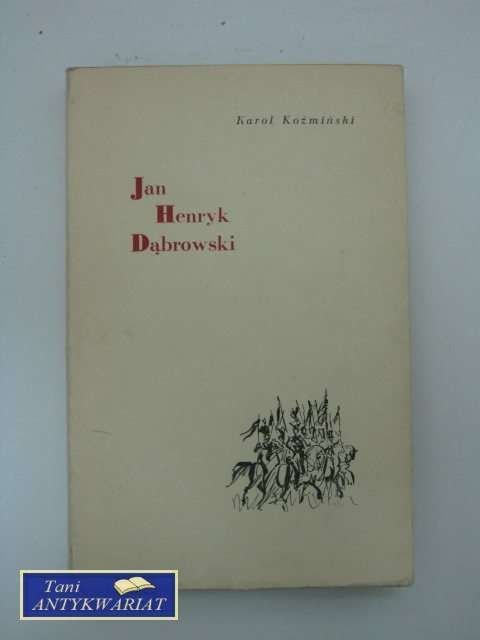 Karol Koźmiński
Jan
Henryk
Dąbrowski
Tani
ANTYKWARIAT